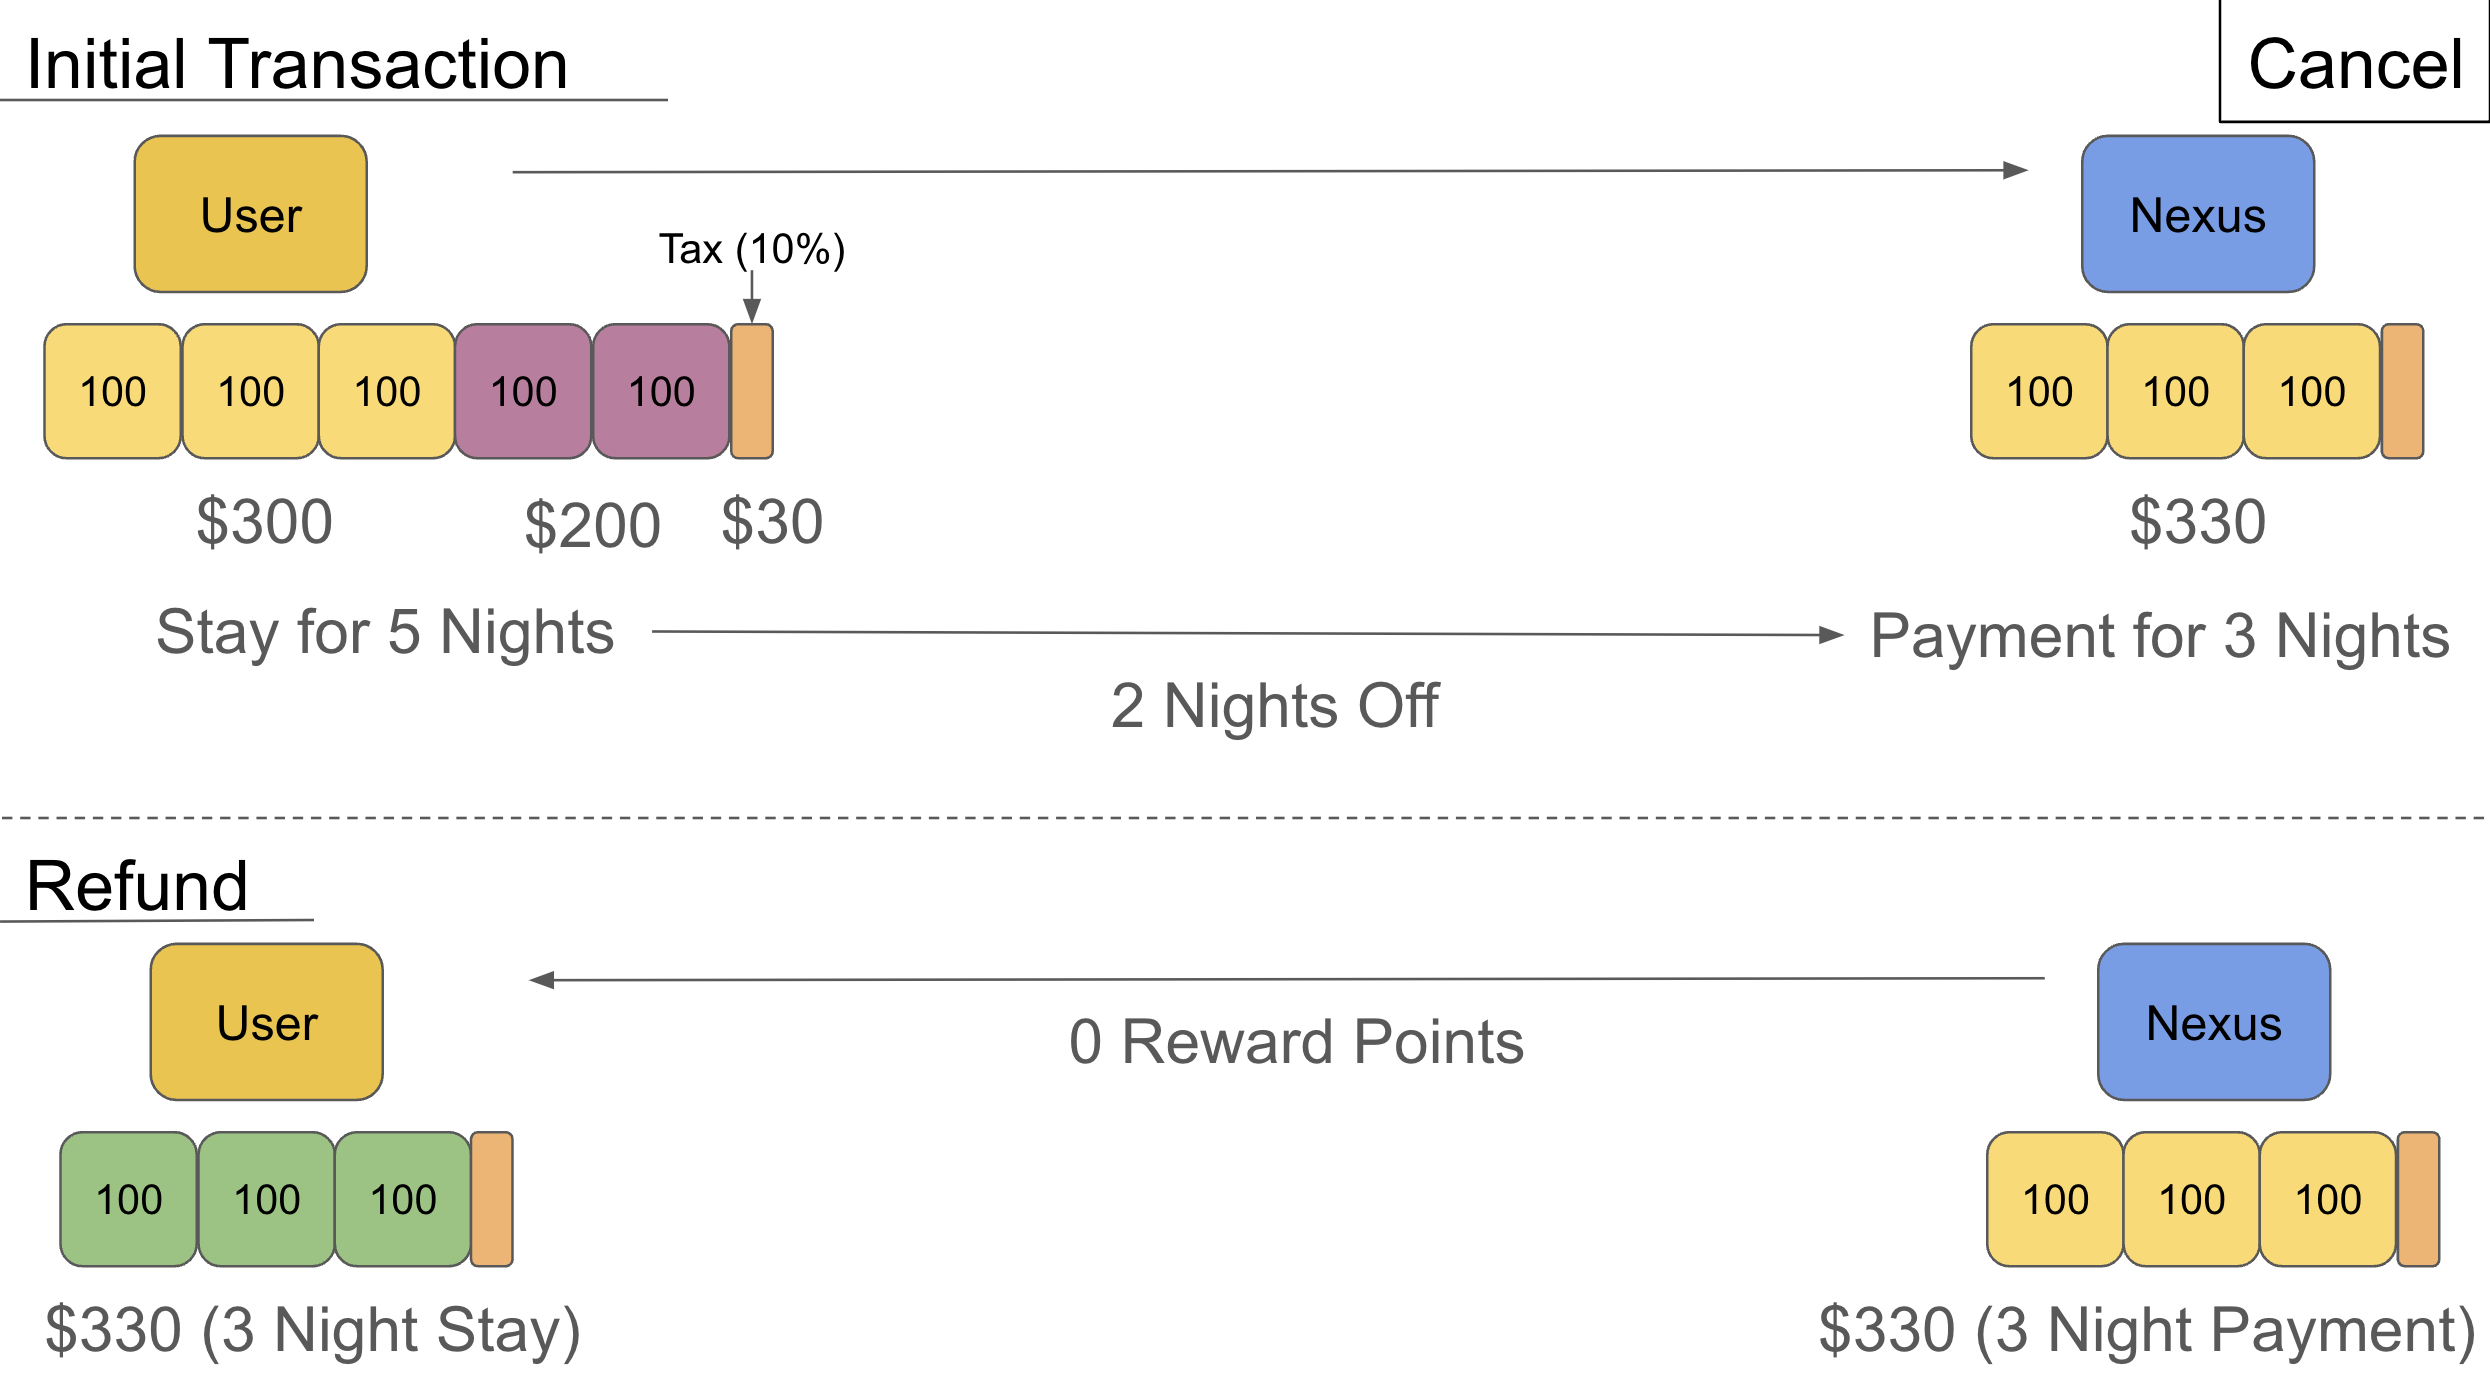 Initial Transaction
Cancel
User
Nexus
Tax (10%)
100 100 100 100 100
100 100 100
$300 $200 $30
$330
Stay for 5 Nights
Payment for 3 Nights
2 Nights Off
Refund
User
Nexus
0 Reward Points
100 100 100
100 100 100
$330 (3 Night Stay)
$330 (3 Night Payment)